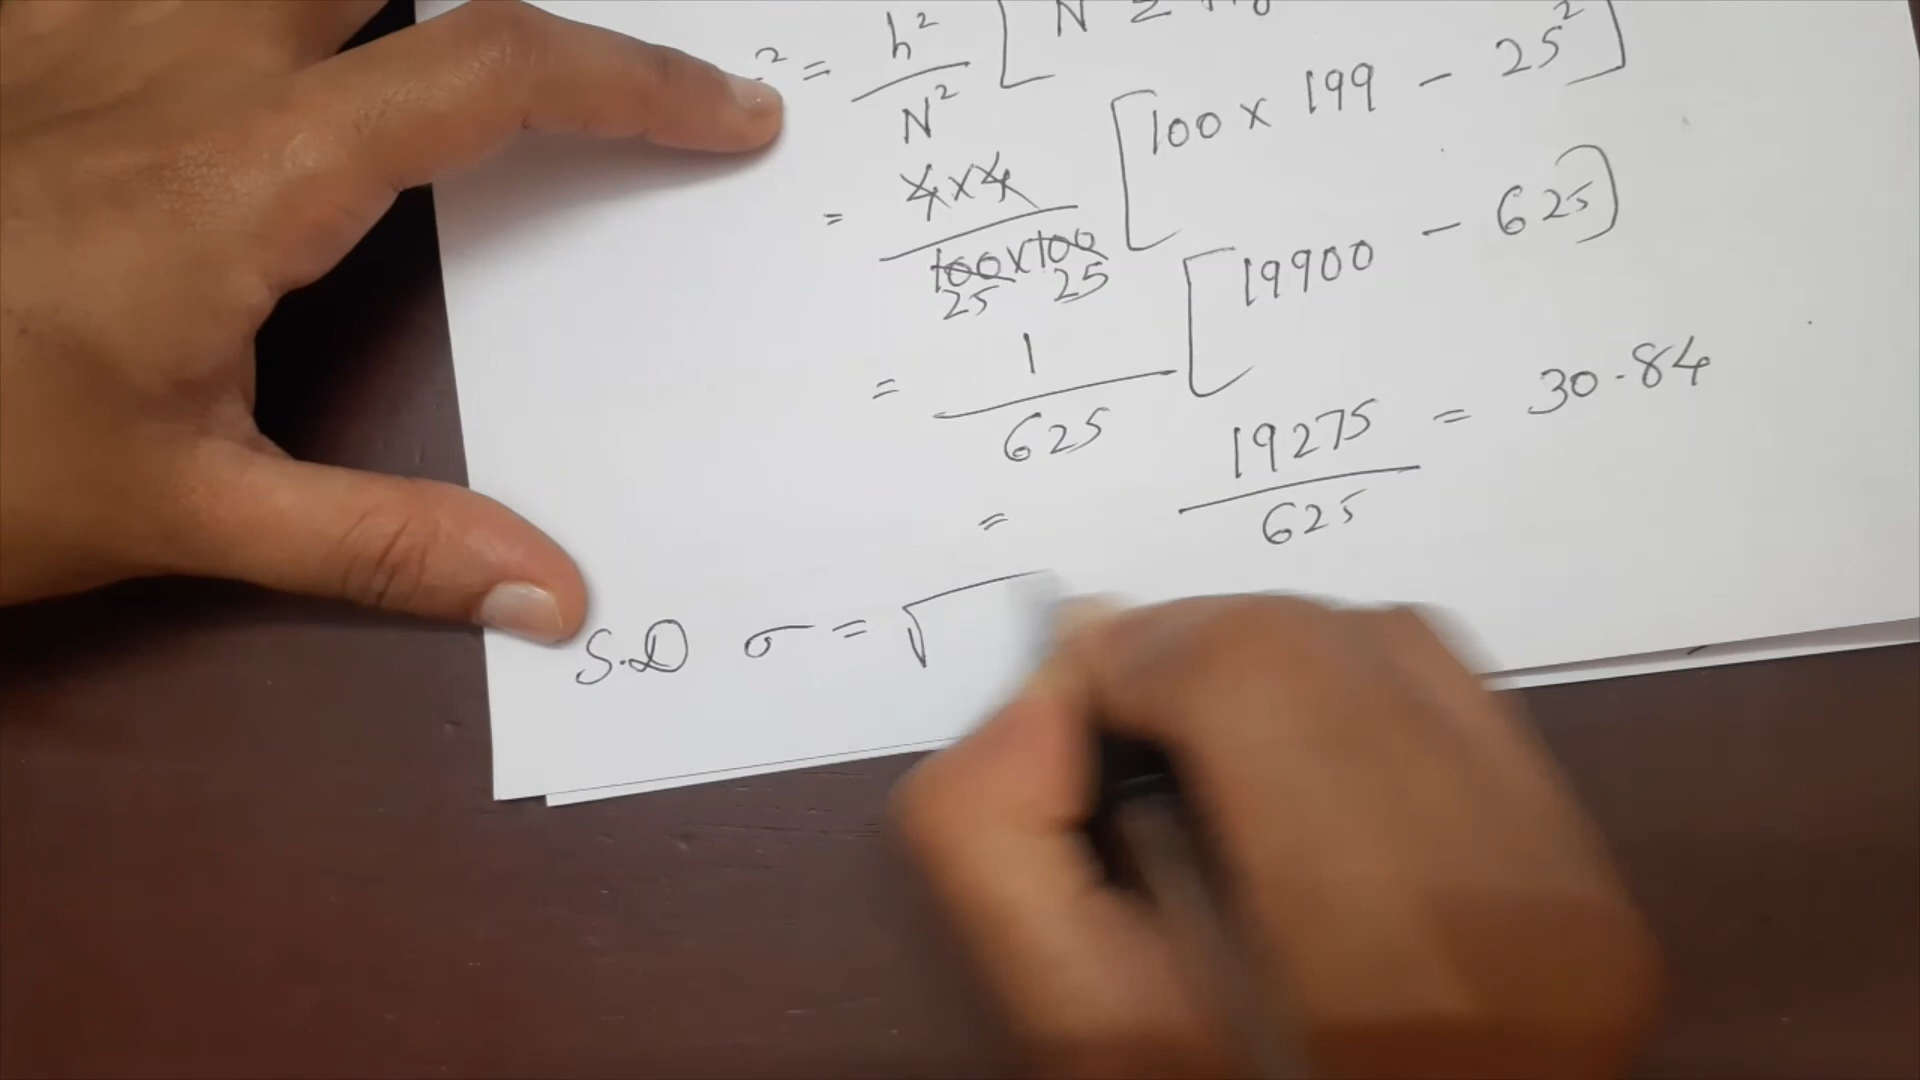 ² = h²/N² [ N Σ
= 4×4/100×100 [100 × 199 - 25²]
25 25
= 1/625 [19900 - 625]
= 19275/625 = 30.84
S.D σ = √